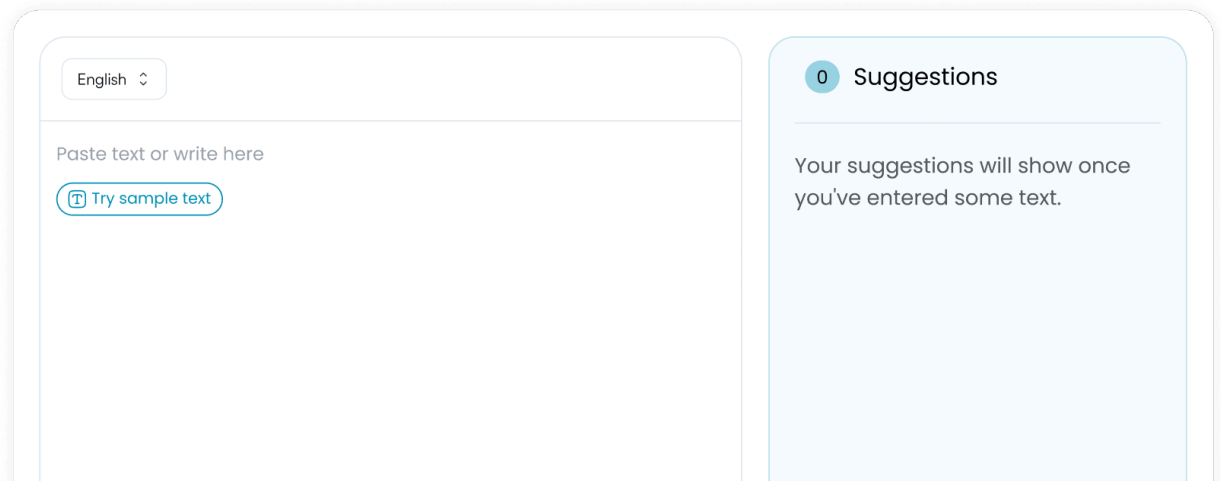 English
Paste text or write here
Try sample text
0 Suggestions
Your suggestions will show once
you've entered some text.